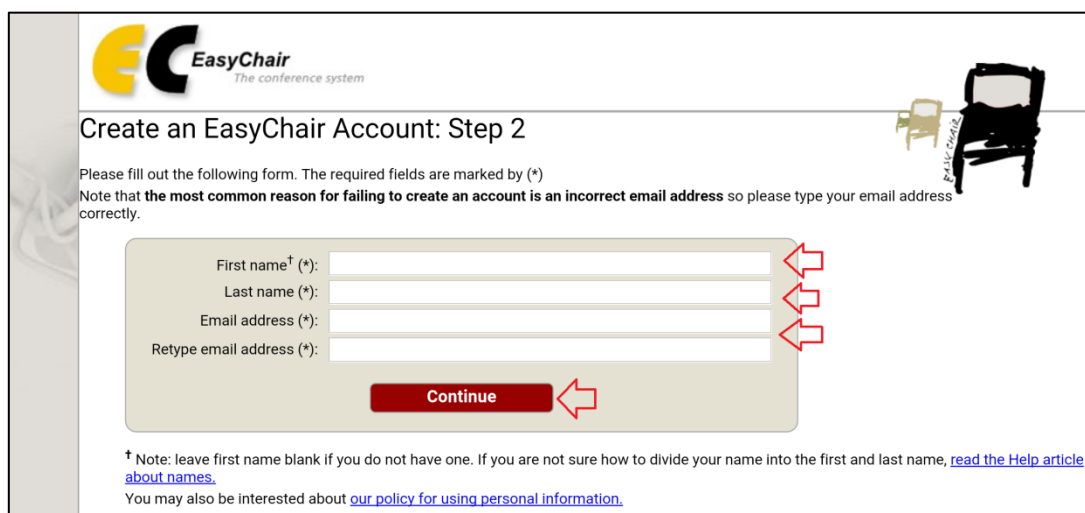 EC EasyChair
The conference system
EASY CHAIR
Create an EasyChair Account: Step 2
Please fill out the following form. The required fields are marked by (*)
Note that the most common reason for failing to create an account is an incorrect email address so please type your email address
correctly.
First name† (*):
Last name (*):
Email address (*):
Retype email address (*):
Continue
† Note: leave first name blank if you do not have one. If you are not sure how to divide your name into the first and last name, read the Help article
about names.
You may also be interested about our policy for using personal information.